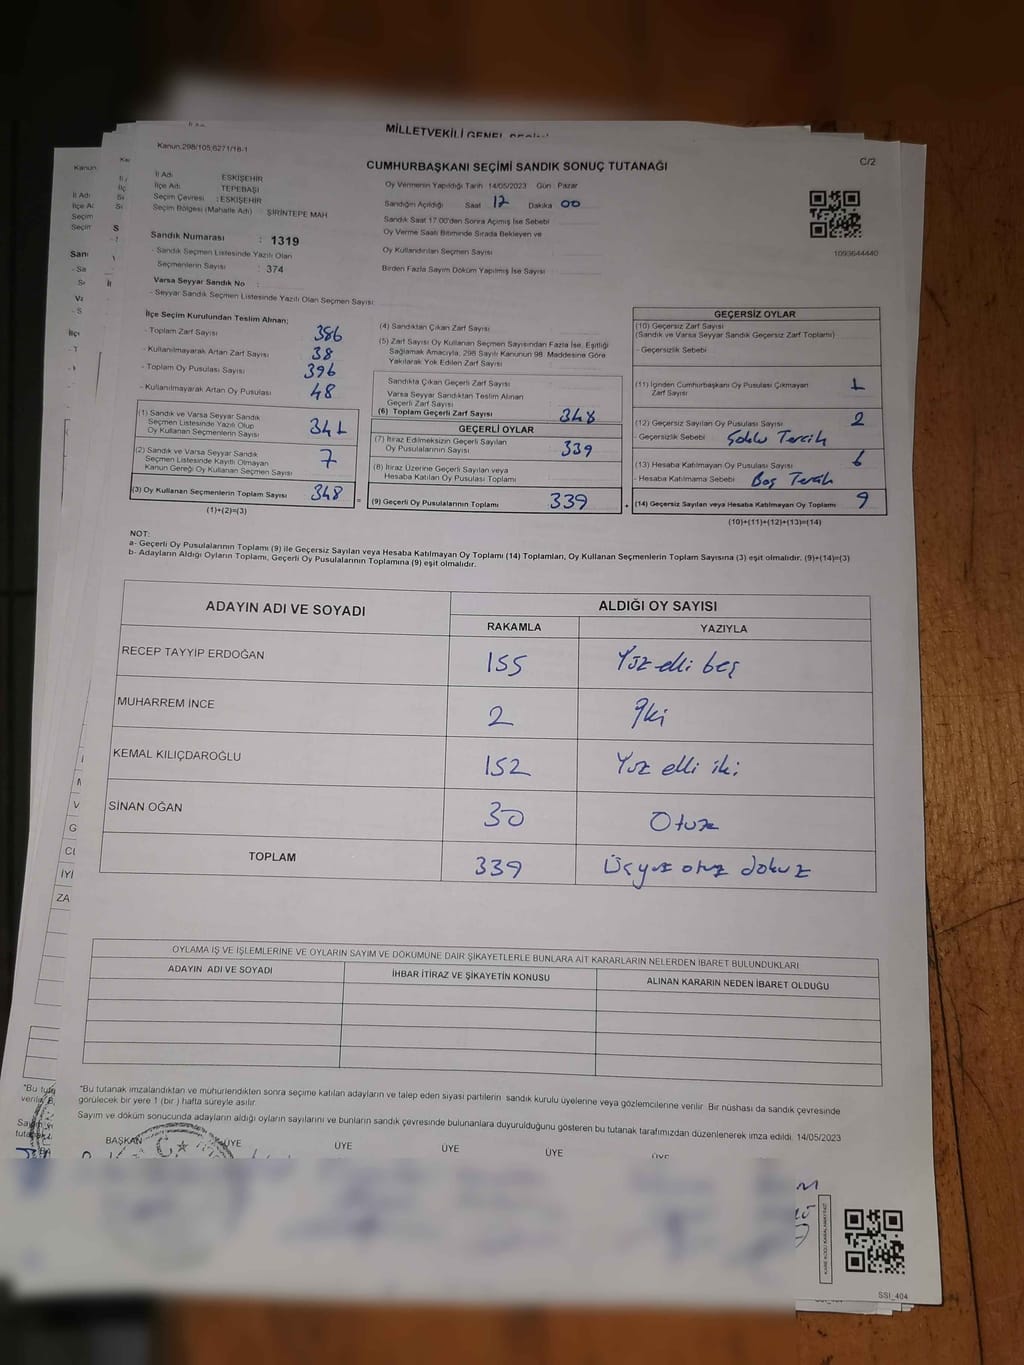 MİLLETVEKİLİ GENEL
Kanun.298/105;6271/18-1
CUMHURBAŞKANI SEÇİMİ SANDIK SONUÇ TUTANAĞI
C/2
İl Adı : ESKİŞEHİR
İlçe Adı : TEPEBAŞI
Seçim Çevresi : ESKİŞEHİR
Seçim Bölgesi (Mahalle Adı) : ŞİRİNTEPE MAH
Sandık Numarası : 1319
- Sandık Seçmen Listesinde Yazılı Olan
Seçmenlerin Sayısı : 374
Varsa Seyyar Sandık No :
- Seyyar Sandık Seçmen Listesinde Yazılı Olan Seçmen Sayısı:
Oy Vermenin Yapıldığı Tarih 14/05/2023 Gün Pazar
Sandığın Açıldığı Saat 17 Dakika 00
Sandık Saat 17:00'den Sonra Açılmış İse Sebebi
Oy Verme Saati Bitiminde Sırada Bekleyen ve
Oy Kullandırılan Seçmen Sayısı
Birden Fazla Sayım Döküm Yapılmış İse Sayısı
1093644440
İlçe Seçim Kurulundan Teslim Alınan;
- Toplam Zarf Sayısı 386
- Kullanılmayarak Artan Zarf Sayısı 38
- Toplam Oy Pusulası Sayısı 396
- Kullanılmayarak Artan Oy Pusulası 48
(1) Sandık ve Varsa Seyyar Sandık
Seçmen Listesinde Yazılı Olup
Oy Kullanan Seçmenlerin Sayısı 341
(2) Sandık ve Varsa Seyyar Sandık
Seçmen Listesinde Kayıtlı Olmayan
Kanun Gereği Oy Kullanan Seçmen Sayısı 7
(3) Oy Kullanan Seçmenlerin Toplam Sayısı 348
(1)+(2)=(3)
(4) Sandıktan Çıkan Zarf Sayısı
(5) Zarf Sayısı Oy Kullanan Seçmen Sayısından Fazla İse, Eşitliği
Sağlamak Amacıyla, 298 Sayılı Kanunun 98. Maddesine Göre
Yakılarak Yok Edilen Zarf Sayısı
Sandıkta Çıkan Geçerli Zarf Sayısı
Varsa Seyyar Sandıktan Teslim Alınan
Geçerli Zarf Sayısı
(6) Toplam Geçerli Zarf Sayısı 348
GEÇERLİ OYLAR
(7) İtiraz Edilmeksizin Geçerli Sayılan
Oy Pusulalarının Sayısı 339
(8) İtiraz Üzerine Geçerli Sayılan veya
Hesaba Katılan Oy Pusulası Toplamı
= (9) Geçerli Oy Pusulalarının Toplamı 339
GEÇERSİZ OYLAR
(10) Geçersiz Zarf Sayısı
(Sandık ve Varsa Seyyar Sandık Geçersiz Zarf Toplamı)
- Geçersizlik Sebebi
(11) İçinden Cumhurbaşkanı Oy Pusulası Çıkmayan
Zarf Sayısı 1
(12) Geçersiz Sayılan Oy Pusulası Sayısı 2
- Geçersizlik Sebebi Çoklu Tercih
(13) Hesaba Katılmayan Oy Pusulası Sayısı 6
- Hesaba Katılmama Sebebi Boş Tercih
+ (14) Geçersiz Sayılan veya Hesaba Katılmayan Oy Toplamı 9
(10)+(11)+(12)+(13)=(14)
NOT:
a- Geçerli Oy Pusulalarının Toplamı (9) ile Geçersiz Sayılan veya Hesaba Katılmayan Oy Toplamı (14) Toplamları, Oy Kullanan Seçmenlerin Toplam Sayısına (3) eşit olmalıdır. (9)+(14)=(3)
b- Adayların Aldığı Oyların Toplamı, Geçerli Oy Pusulalarının Toplamına (9) eşit olmalıdır.
ADAYIN ADI VE SOYADI ALDIĞI OY SAYISI
RAKAMLA YAZIYLA
RECEP TAYYİP ERDOĞAN 155 Yüz elli beş
MUHARREM İNCE 2 İki
KEMAL KILIÇDAROĞLU 152 Yüz elli iki
SİNAN OĞAN 30 Otuz
TOPLAM 339 Üçyüz otuz dokuz
OYLAMA İŞ VE İŞLEMLERİNE VE OYLARIN SAYIM VE DÖKÜMÜNE DAİR ŞİKAYETLERLE BUNLARA AİT KARARLARIN NELERDEN İBARET BULUNDUKLARI
ADAYIN ADI VE SOYADI İHBAR İTİRAZ VE ŞİKAYETİN KONUSU ALINAN KARARIN NEDEN İBARET OLDUĞU
"Bu tutanak imzalandıktan ve mühürlendikten sonra seçime katılan adayların ve talep eden siyasi partilerin sandık kurulu üyelerine veya gözlemcilerine verilir. Bir nüshası da sandık çevresinde
görülecek bir yere 1 (bir ) hafta süreyle asılır.
Sayım ve döküm sonucunda adayların aldığı oyların sayılarını ve bunların sandık çevresinde bulunanlara duyurulduğunu gösteren bu tutanak tarafımızdan düzenlenerek imza edildi. 14/05/2023
BAŞKAN ÜYE ÜYE ÜYE ÜYE ÜYE
SSI_404